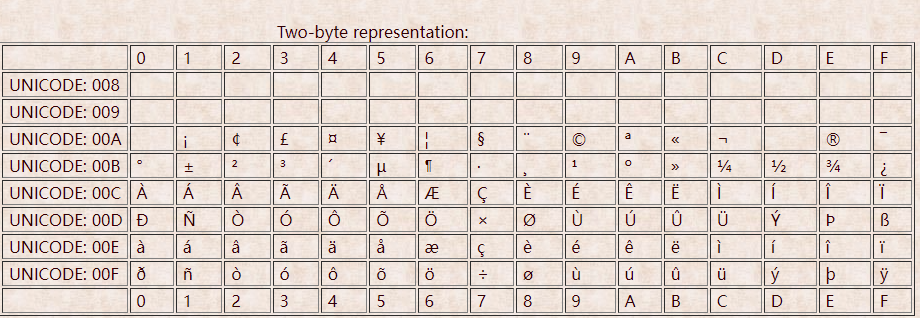 Two-byte representation:
0 1 2 3 4 5 6 7 8 9 A B C D E F
UNICODE: 008
UNICODE: 009
UNICODE: 00A ¡ ¢ £ ¤ ¥ ¦ § ¨ © ª « ¬ ® ¯
UNICODE: 00B ° ± ² ³ ´ µ ¶ · ¸ ¹ º » ¼ ½ ¾ ¿
UNICODE: 00C À Á Â Ã Ä Å Æ Ç È É Ê Ë Ì Í Î Ï
UNICODE: 00D Ð Ñ Ò Ó Ô Õ Ö × Ø Ù Ú Û Ü Ý Þ ß
UNICODE: 00E à á â ã ä å æ ç è é ê ë ì í î ï
UNICODE: 00F ð ñ ò ó ô õ ö ÷ ø ù ú û ü ý þ ÿ
0 1 2 3 4 5 6 7 8 9 A B C D E F